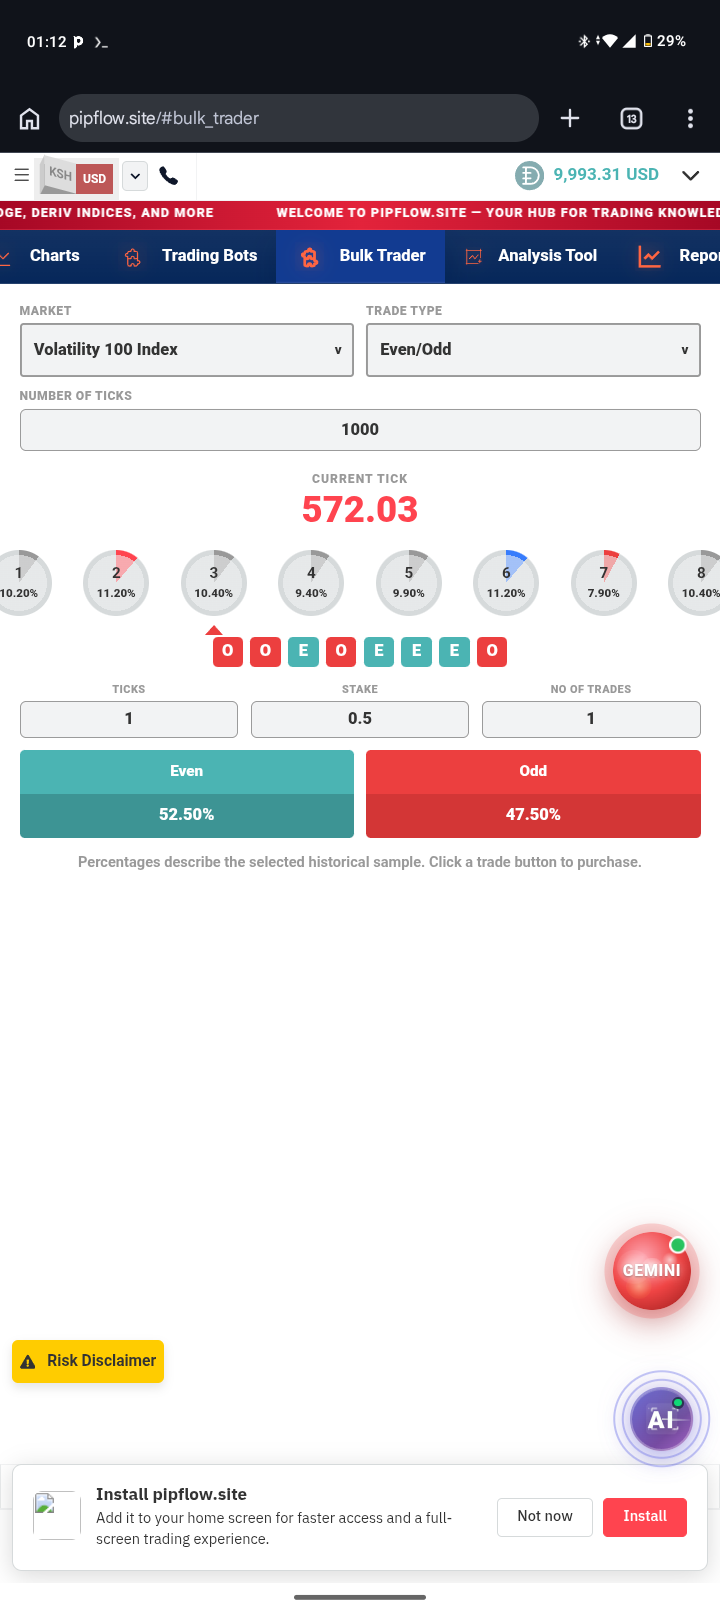 01:12
29%
pipflow.site/#bulk_trader
13
KSH
USD
9,993.31 USD
DGE, DERIV INDICES, AND MORE WELCOME TO PIPFLOW.SITE — YOUR HUB FOR TRADING KNOWLED
Charts Trading Bots Bulk Trader Analysis Tool Repor
MARKET TRADE TYPE
Volatility 100 Index v Even/Odd v
NUMBER OF TICKS
1000
CURRENT TICK
572.03
1 2 3 4 5 6 7 8
10.20% 11.20% 10.40% 9.40% 9.90% 11.20% 7.90% 10.40%
O O E O E E E O
TICKS STAKE NO OF TRADES
1 0.5 1
Even Odd
52.50% 47.50%
Percentages describe the selected historical sample. Click a trade button to purchase.
GEMINI
Risk Disclaimer
AI
Install pipflow.site
Add it to your home screen for faster access and a full-
screen trading experience.
Not now Install